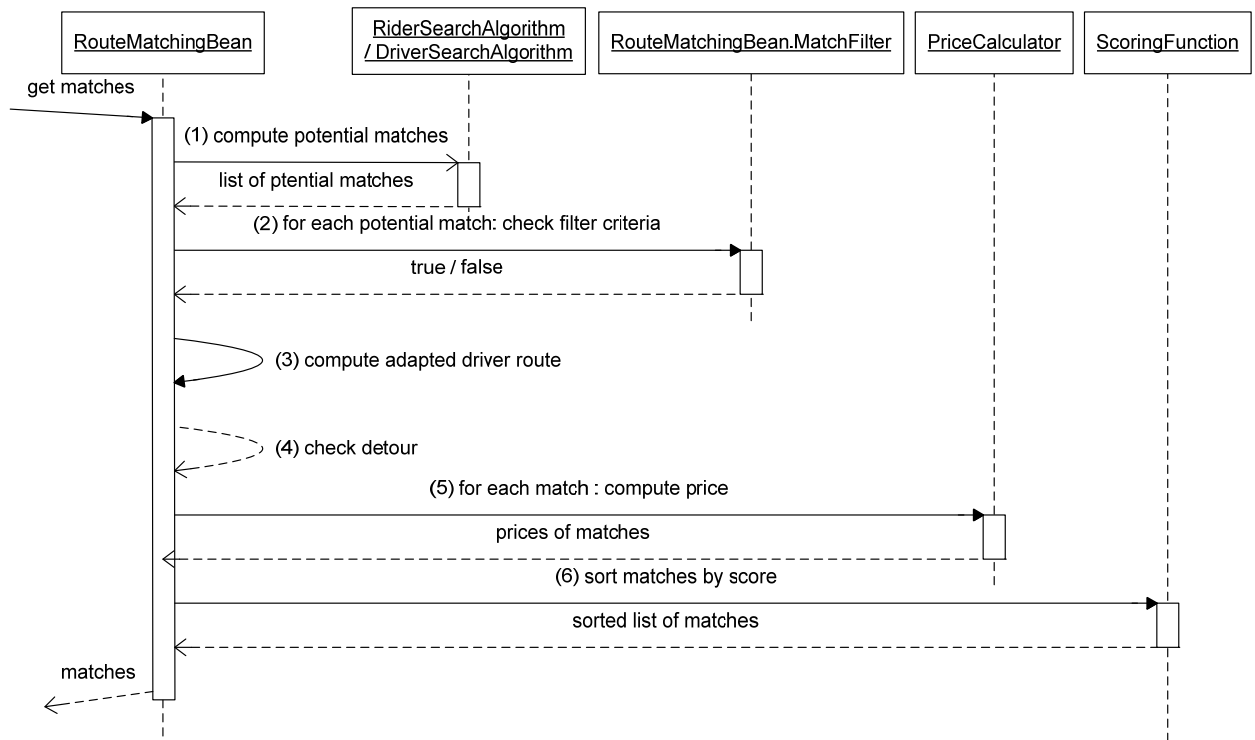 RouteMatchingBean
RiderSearchAlgorithm
/ DriverSearchAlgorithm
RouteMatchingBean.MatchFilter
PriceCalculator
ScoringFunction
get matches
(1) compute potential matches
list of ptential matches
(2) for each potential match: check filter criteria
true / false
(3) compute adapted driver route
(4) check detour
(5) for each match : compute price
prices of matches
(6) sort matches by score
sorted list of matches
matches